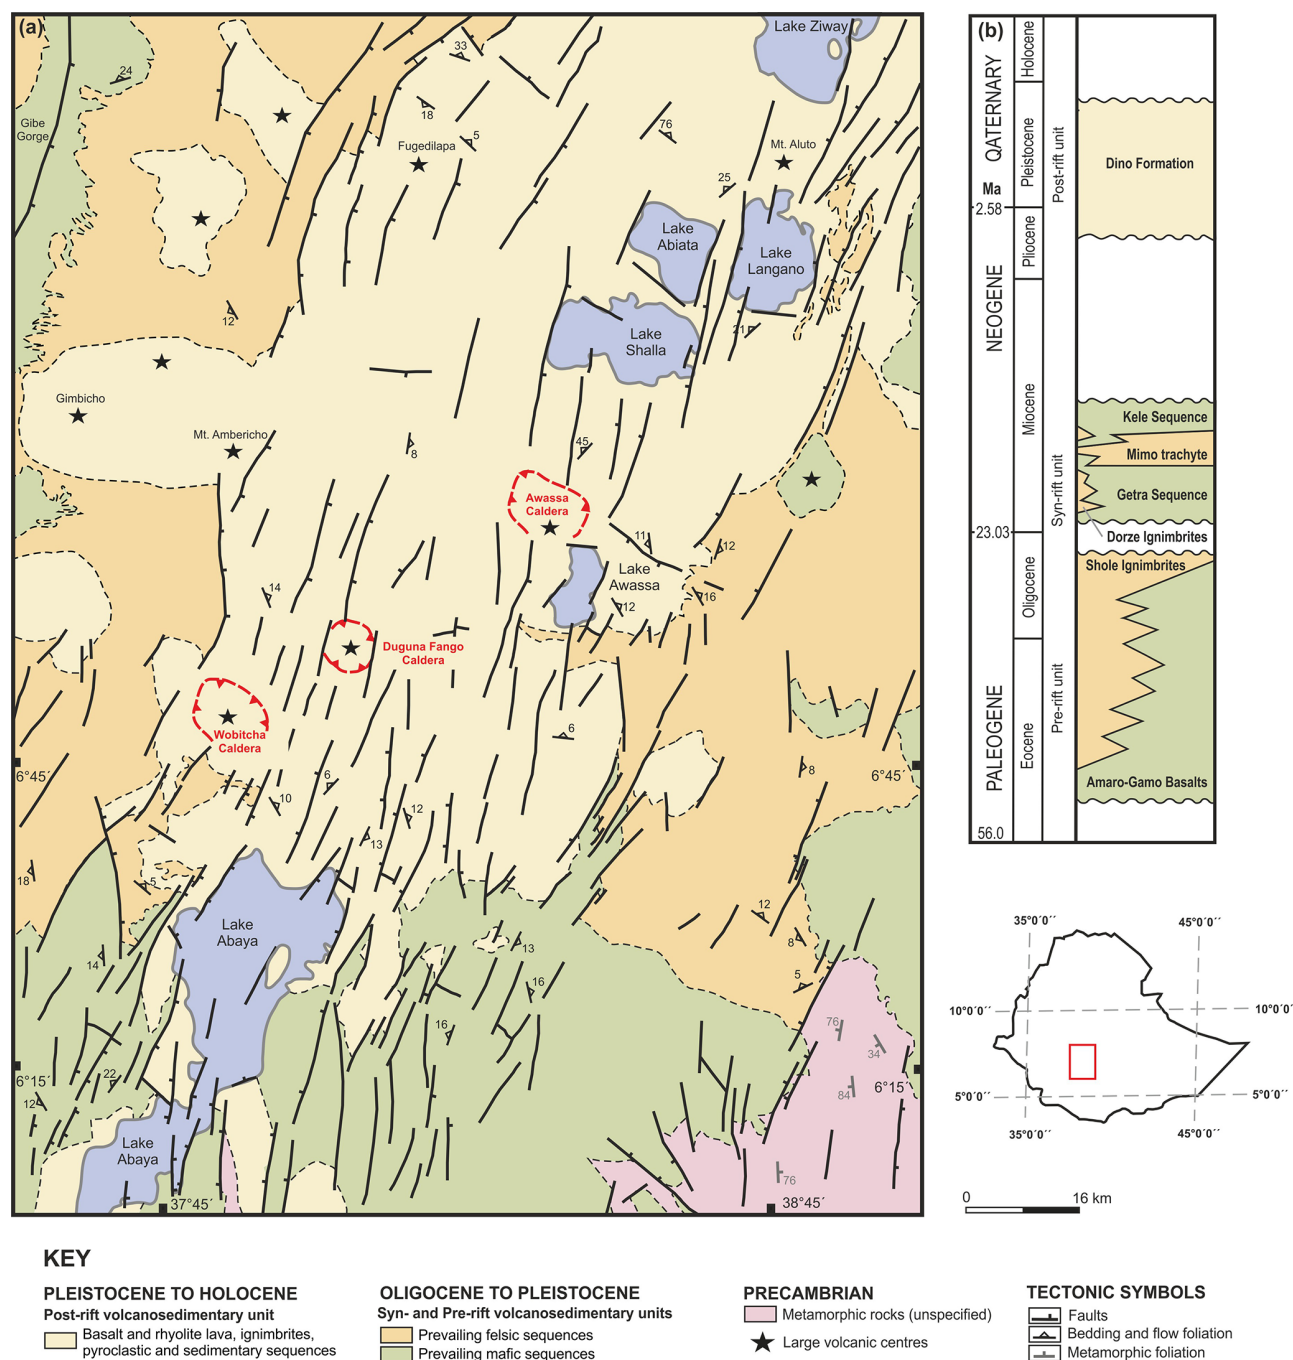 (a)
Lake Ziway
33
24
18
5
76
Gibe
Gorge
Fugedilapa
Mt. Aluto
25
Lake
Abiata
Lake
Langano
12
21
Lake
Shalla
Gimbicho
Mt. Ambericho
8
45
Awassa
Caldera
11
12
Lake
Awassa
14
12
16
Duguna Fango
Caldera
Wobitcha
Caldera
6
6°45´
6°45´
8
6
10
12
13
18
5
12
Lake
Abaya
8
13
14
5
16
16
76
34
6°15´
22
6°15´
84
12
Lake
Abaya
76
37°45´
38°45´
(b)
QATERNARY
NEOGENE
PALEOGENE
Ma
2.58
23.03
56.0
Holocene
Pleistocene
Pliocene
Miocene
Oligocene
Eocene
Post-rift unit
Syn-rift unit
Pre-rift unit
Dino Formation
Kele Sequence
Mimo trachyte
Getra Sequence
Dorze Ignimbrites
Shole Ignimbrites
Amaro-Gamo Basalts
35°0´0´´
45°0´0´´
10°0´0´´
10°0´0´
5°0´0´´
5°0´0´´
35°0´0´´
45°0´0´´
0
16 km
KEY
PLEISTOCENE TO HOLOCENE
Post-rift volcanosedimentary unit
Basalt and rhyolite lava, ignimbrites,
pyroclastic and sedimentary sequences
OLIGOCENE TO PLEISTOCENE
Syn- and Pre-rift volcanosedimentary units
Prevailing felsic sequences
Prevailing mafic sequences
PRECAMBRIAN
Metamorphic rocks (unspecified)
Large volcanic centres
TECTONIC SYMBOLS
Faults
Bedding and flow foliation
Metamorphic foliation